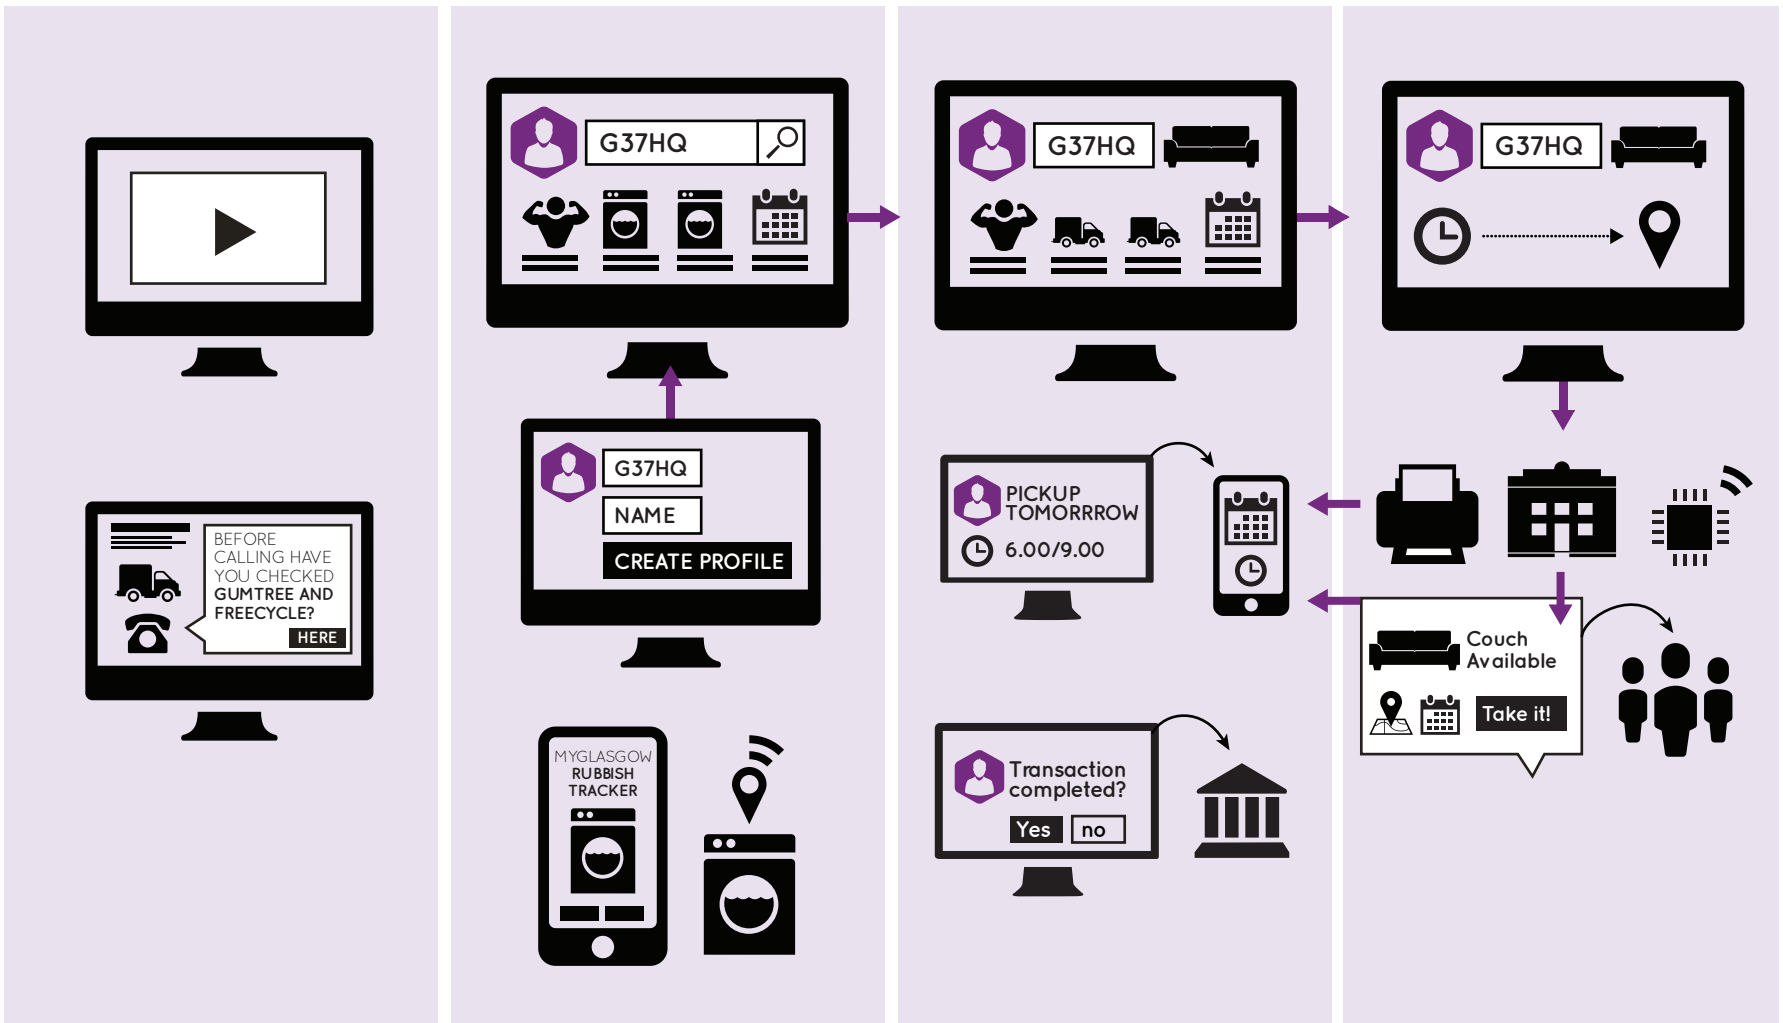 BEFORE
CALLING HAVE
YOU CHECKED
GUMTREE AND
FREECYCLE?
HERE
G37HQ
G37HQ
NAME
CREATE PROFILE
MYGLASGOW
RUBBISH
TRACKER
G37HQ
PICKUP
TOMORRROW
6.00/9.00
Transaction
completed?
Yes
no
G37HQ
Couch
Available
Take it!